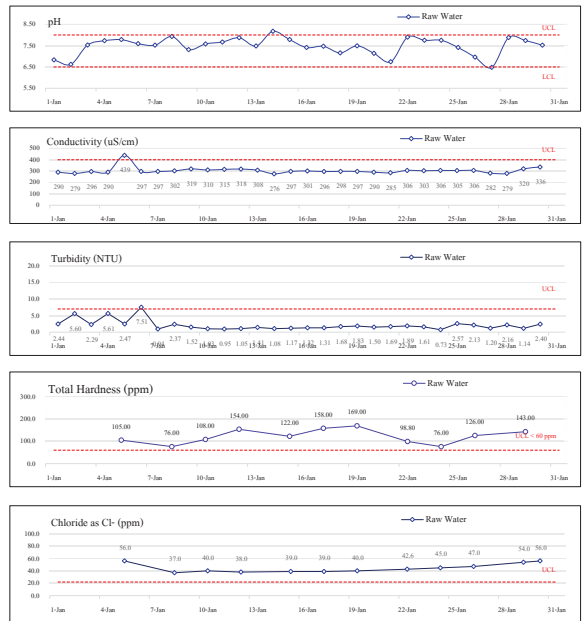 pH
Raw Water
UCL
8.50
7.50
6.50
LCL
5.50
1-Jan 4-Jan 7-Jan 10-Jan 13-Jan 16-Jan 19-Jan 22-Jan 25-Jan 28-Jan 31-Jan
Conductivity (uS/cm)
Raw Water
UCL
500
400
300
200
100
0
290 279 296 290 439 297 297 302 319 310 315 318 308 276 297 301 296 298 297 290 285 306 303 306 305 306 282 279 320 336
1-Jan 4-Jan 7-Jan 10-Jan 13-Jan 16-Jan 19-Jan 22-Jan 25-Jan 28-Jan 31-Jan
Turbidity (NTU)
Raw Water
20.0
15.0
UCL
10.0
5.0
0.0
2.44 5.60 2.29 5.61 2.47 7.51 2.37 1.52 0.95 1.05 1.08 1.17 1.31 1.68 1.83 1.50 1.69 1.89 1.61 0.73 2.57 2.13 1.20 2.16 1.14 2.40
1-Jan 4-Jan 7-Jan 10-Jan 13-Jan 16-Jan 19-Jan 22-Jan 25-Jan 28-Jan 31-Jan
Total Hardness (ppm)
Raw Water
300.0
200.0
100.0
0.0
105.00 76.00 108.00 154.00 122.00 158.00 169.00 98.80 76.00 126.00 143.00
UCL < 60 ppm
1-Jan 4-Jan 7-Jan 10-Jan 13-Jan 16-Jan 19-Jan 22-Jan 25-Jan 28-Jan 31-Jan
Chloride as Cl- (ppm)
Raw Water
100.0
80.0
60.0
40.0
20.0
0.0
56.0 37.0 40.0 38.0 39.0 39.0 40.0 42.6 45.0 47.0 54.0 56.0
UCL
1-Jan 4-Jan 7-Jan 10-Jan 13-Jan 16-Jan 19-Jan 22-Jan 25-Jan 28-Jan 31-Jan